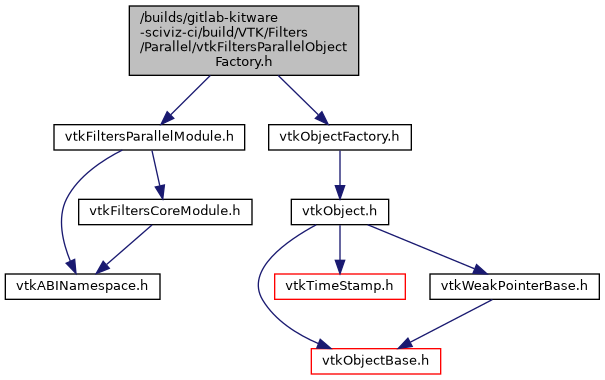 /builds/gitlab-kitware
-sciviz-ci/build/VTK/Filters
/Parallel/vtkFiltersParallelObject
Factory.h
vtkFiltersParallelModule.h
vtkObjectFactory.h
vtkFiltersCoreModule.h
vtkObject.h
vtkABINamespace.h
vtkTimeStamp.h
vtkWeakPointerBase.h
vtkObjectBase.h